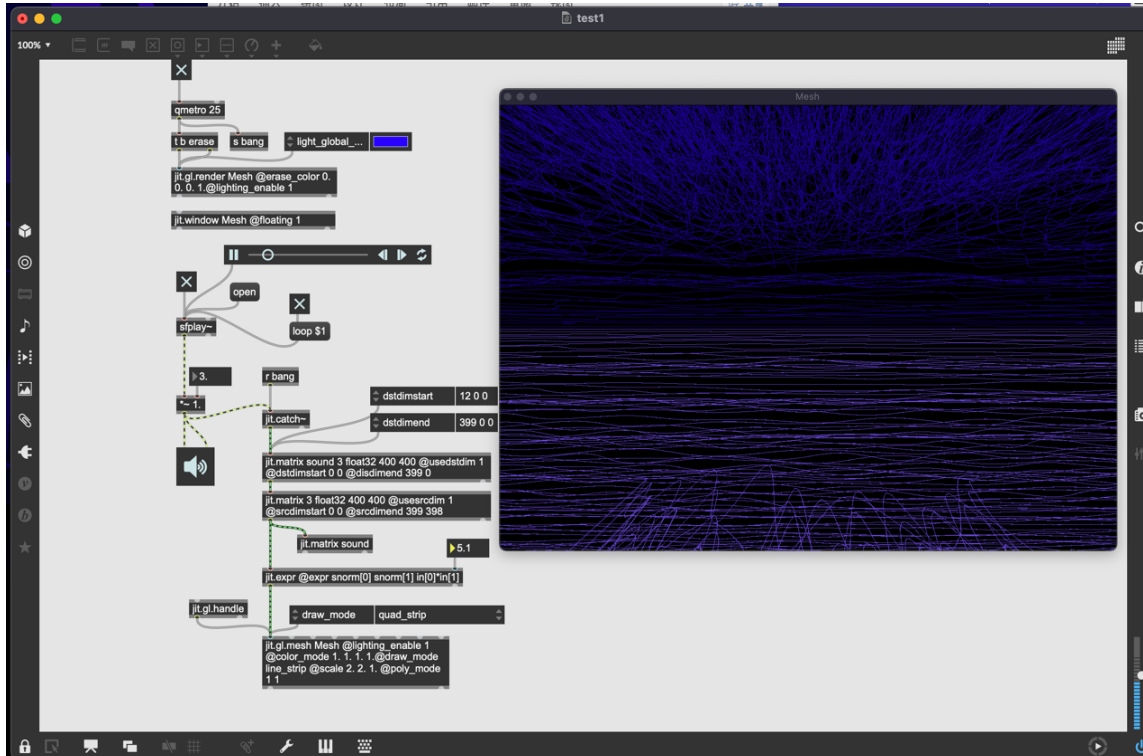 test1
100%
Mesh
qmetro 25
t b erase
s bang
light_global_...
jit.gl.render Mesh @erase_color 0.
0. 0. 1.@lighting_enable 1
jit.window Mesh @floating 1
open
loop $1
sfplay~
3.
r bang
*~ 1.
jit.catch~
dstdimstart
12 0 0
dstdimend
399 0 0
jit.matrix sound 3 float32 400 400 @usedstdim 1
@dstdimstart 0 0 @disdimend 399 0
jit.matrix 3 float32 400 400 @usesrcdim 1
@srcdimstart 0 0 @srcdimend 399 398
jit.matrix sound
5.1
jit.expr @expr snorm[0] snorm[1] in[0]*in[1]
jit.gl.handle
draw_mode
quad_strip
jit.gl.mesh Mesh @lighting_enable 1
@color_mode 1. 1. 1. 1.@draw_mode
line_strip @scale 2. 2. 1. @poly_mode
1 1